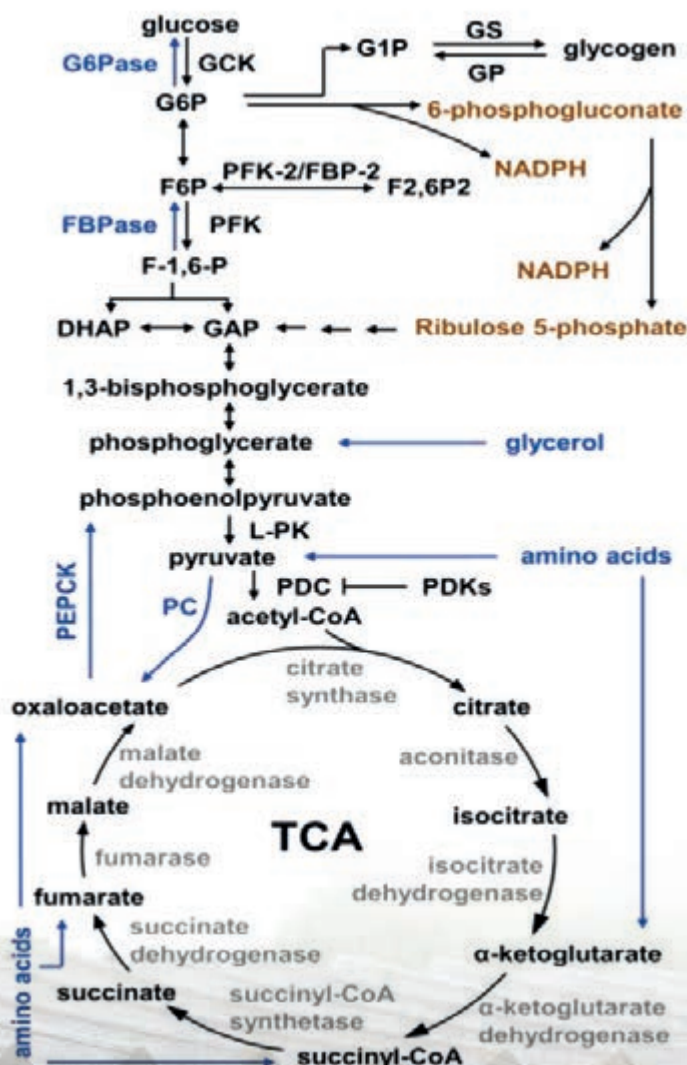 glucose
G6Pase GCK
G1P GS glycogen
GP
G6P
6-phosphogluconate
NADPH
PFK-2/FBP-2
F6P F2,6P2
FBPase PFK
NADPH
F-1,6-P
DHAP GAP Ribulose 5-phosphate
1,3-bisphosphoglycerate
phosphoglycerate glycerol
phosphoenolpyruvate
L-PK
pyruvate amino acids
PEPCK
PC
PDC PDKs
acetyl-CoA
citrate
synthase
oxaloacetate citrate
malate
dehydrogenase
aconitase
malate
TCA
isocitrate
fumarase
isocitrate
dehydrogenase
fumarate
succinate
dehydrogenase
α-ketoglutarate
amino acids
succinate
succinyl-CoA
synthetase
α-ketoglutarate
dehydrogenase
succinyl-CoA